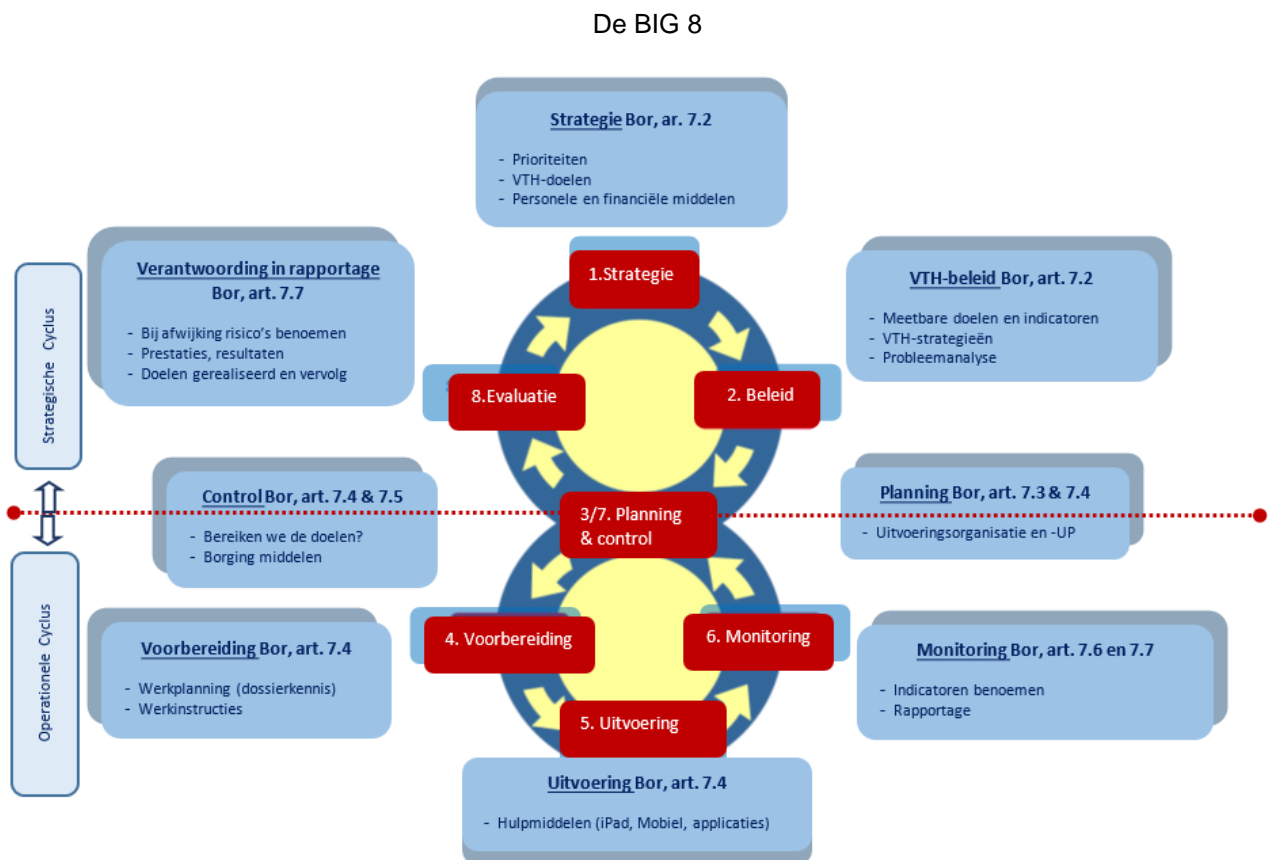 De BIG 8
Strategie Bor, ar. 7.2
- Prioriteiten
- VTH-doelen
- Personele en financiële middelen
Verantwoording in rapportage
Bor, art. 7.7
- Bij afwijking risico's benoemen
- Prestaties, resultaten
- Doelen gerealiseerd en vervolg
1.Strategie
VTH-beleid Bor, art. 7.2
- Meetbare doelen en indicatoren
- VTH-strategieën
- Probleemanalyse
Strategische Cyclus
8.Evaluatie
2. Beleid
Control Bor, art. 7.4 & 7.5
- Bereiken we de doelen?
- Borging middelen
3/7. Planning
& control
Planning Bor, art. 7.3 & 7.4
- Uitvoeringsorganisatie en -UP
Operationele Cyclus
Voorbereiding Bor, art. 7.4
- Werkplanning (dossierkennis)
- Werkinstructies
4. Voorbereiding
6. Monitoring
Monitoring Bor, art. 7.6 en 7.7
- Indicatoren benoemen
- Rapportage
5. Uitvoering
Uitvoering Bor, art. 7.4
- Hulpmiddelen (iPad, Mobiel, applicaties)